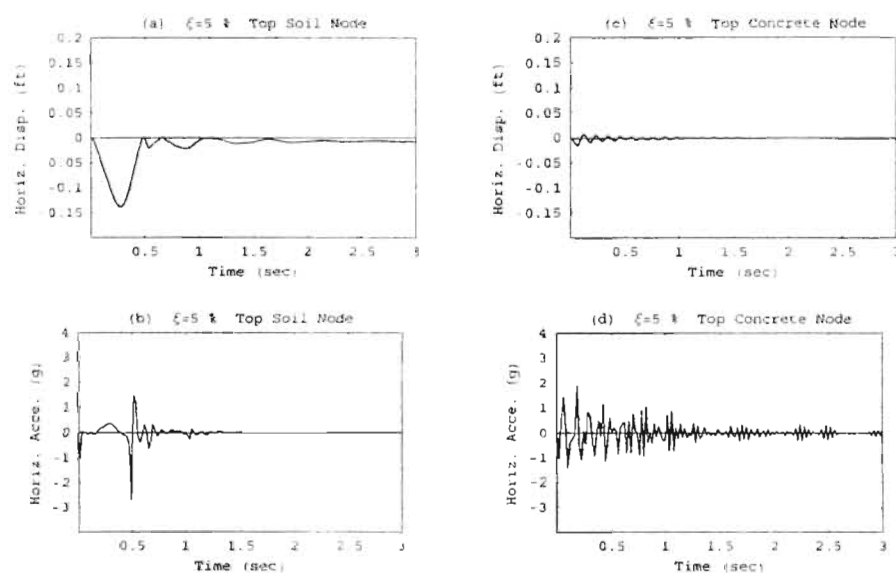 (a) ξ=5 % Top Soil Node
0.2
0.15
0.1
0.05
0
0.05
-0.1
0.15
Horiz. Disp. (ft)
0.5 1 1.5 2 2.5 3
Time (sec)
(c) ξ=5 % Top Concrete Node
0.2
0.15
0.1
0.05
0
0.05
-0.1
0.15
Horiz. Disp. (ft)
0.5 1 1.5 2 2.5 3
Time (sec)
(b) ξ=5 % Top Soil Node
4
3
2
1
0
-1
-2
-3
Horiz. Acce. (g)
0.5 1 1.5 2 2.5 3
Time (sec)
(d) ξ=5 % Top Concrete Node
4
3
2
1
0
-1
-2
-3
Horiz. Acce. (g)
0.5 1 1.5 2 2.5 3
Time (sec)